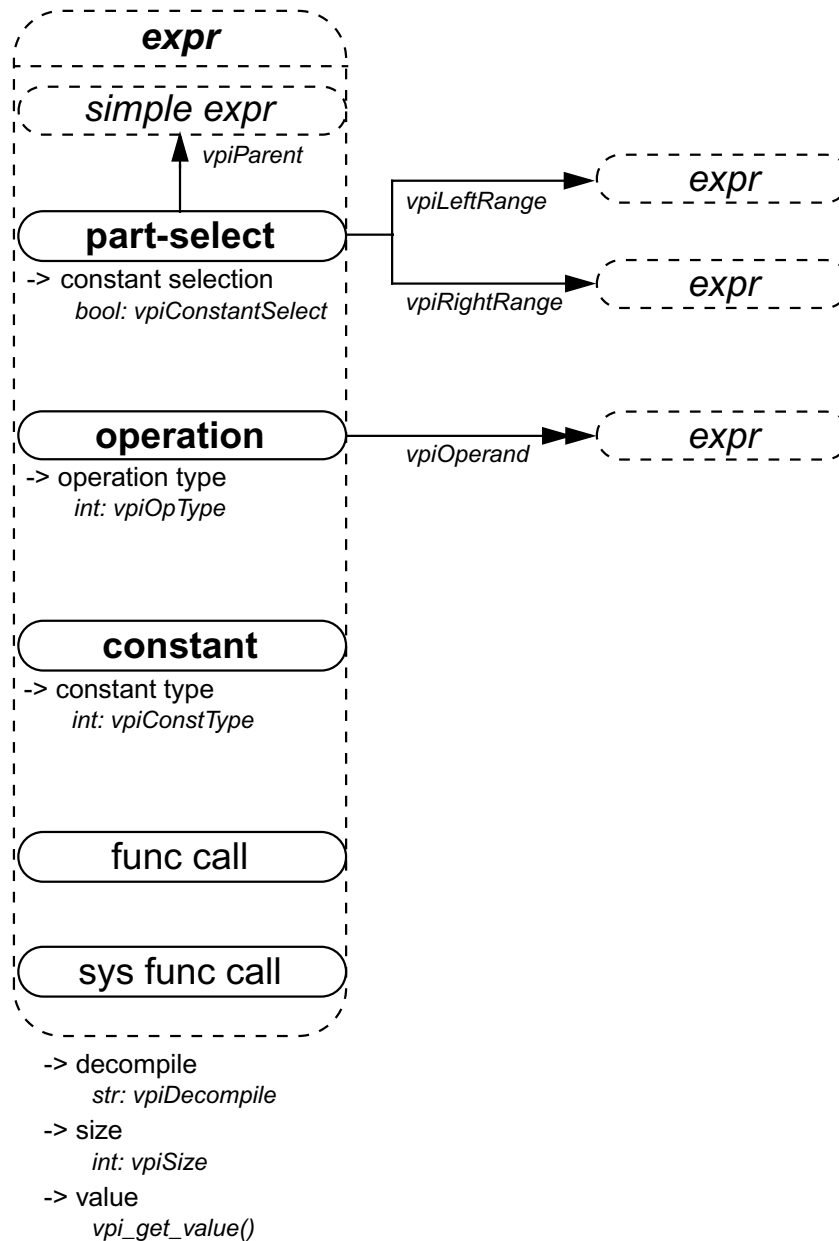 expr
simple expr
vpiParent
part-select
-> constant selection
bool: vpiConstantSelect
vpiLeftRange
expr
vpiRightRange
expr
operation
-> operation type
int: vpiOpType
vpiOperand
expr
constant
-> constant type
int: vpiConstType
func call
sys func call
-> decompile
str: vpiDecompile
-> size
int: vpiSize
-> value
vpi_get_value()